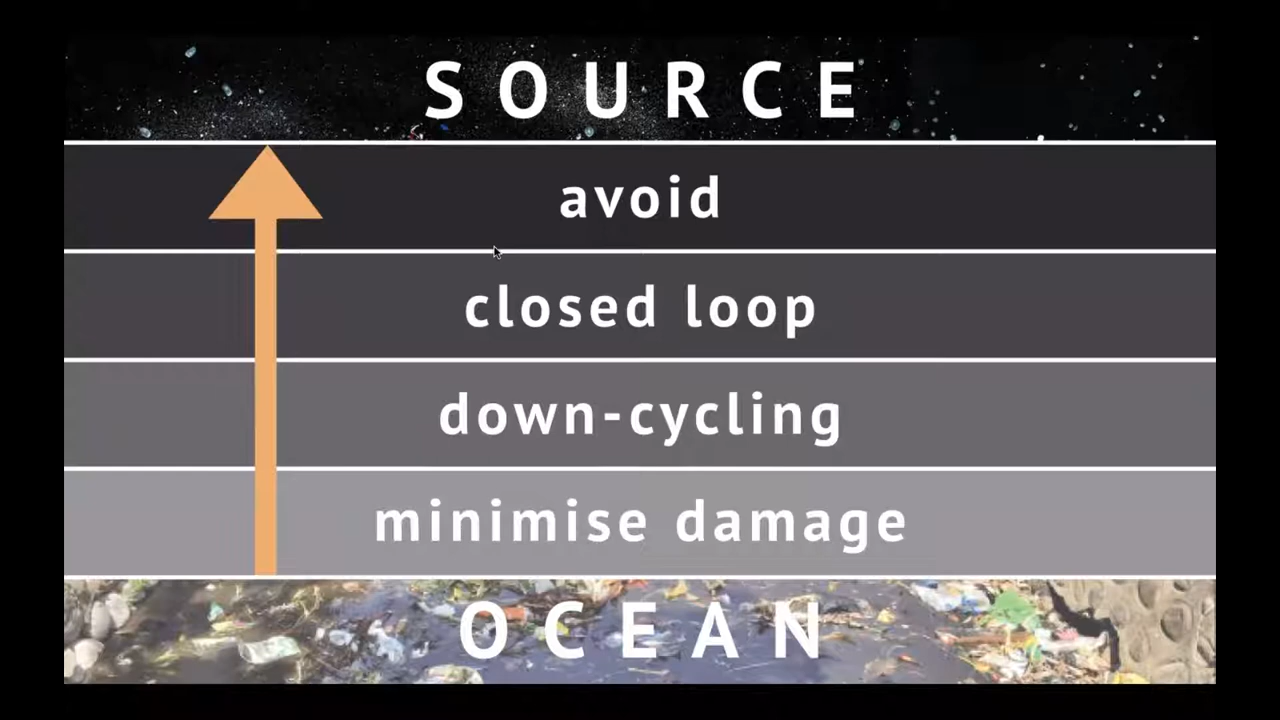 SOURCE
avoid
closed loop
down-cycling
minimise damage
OCEAN